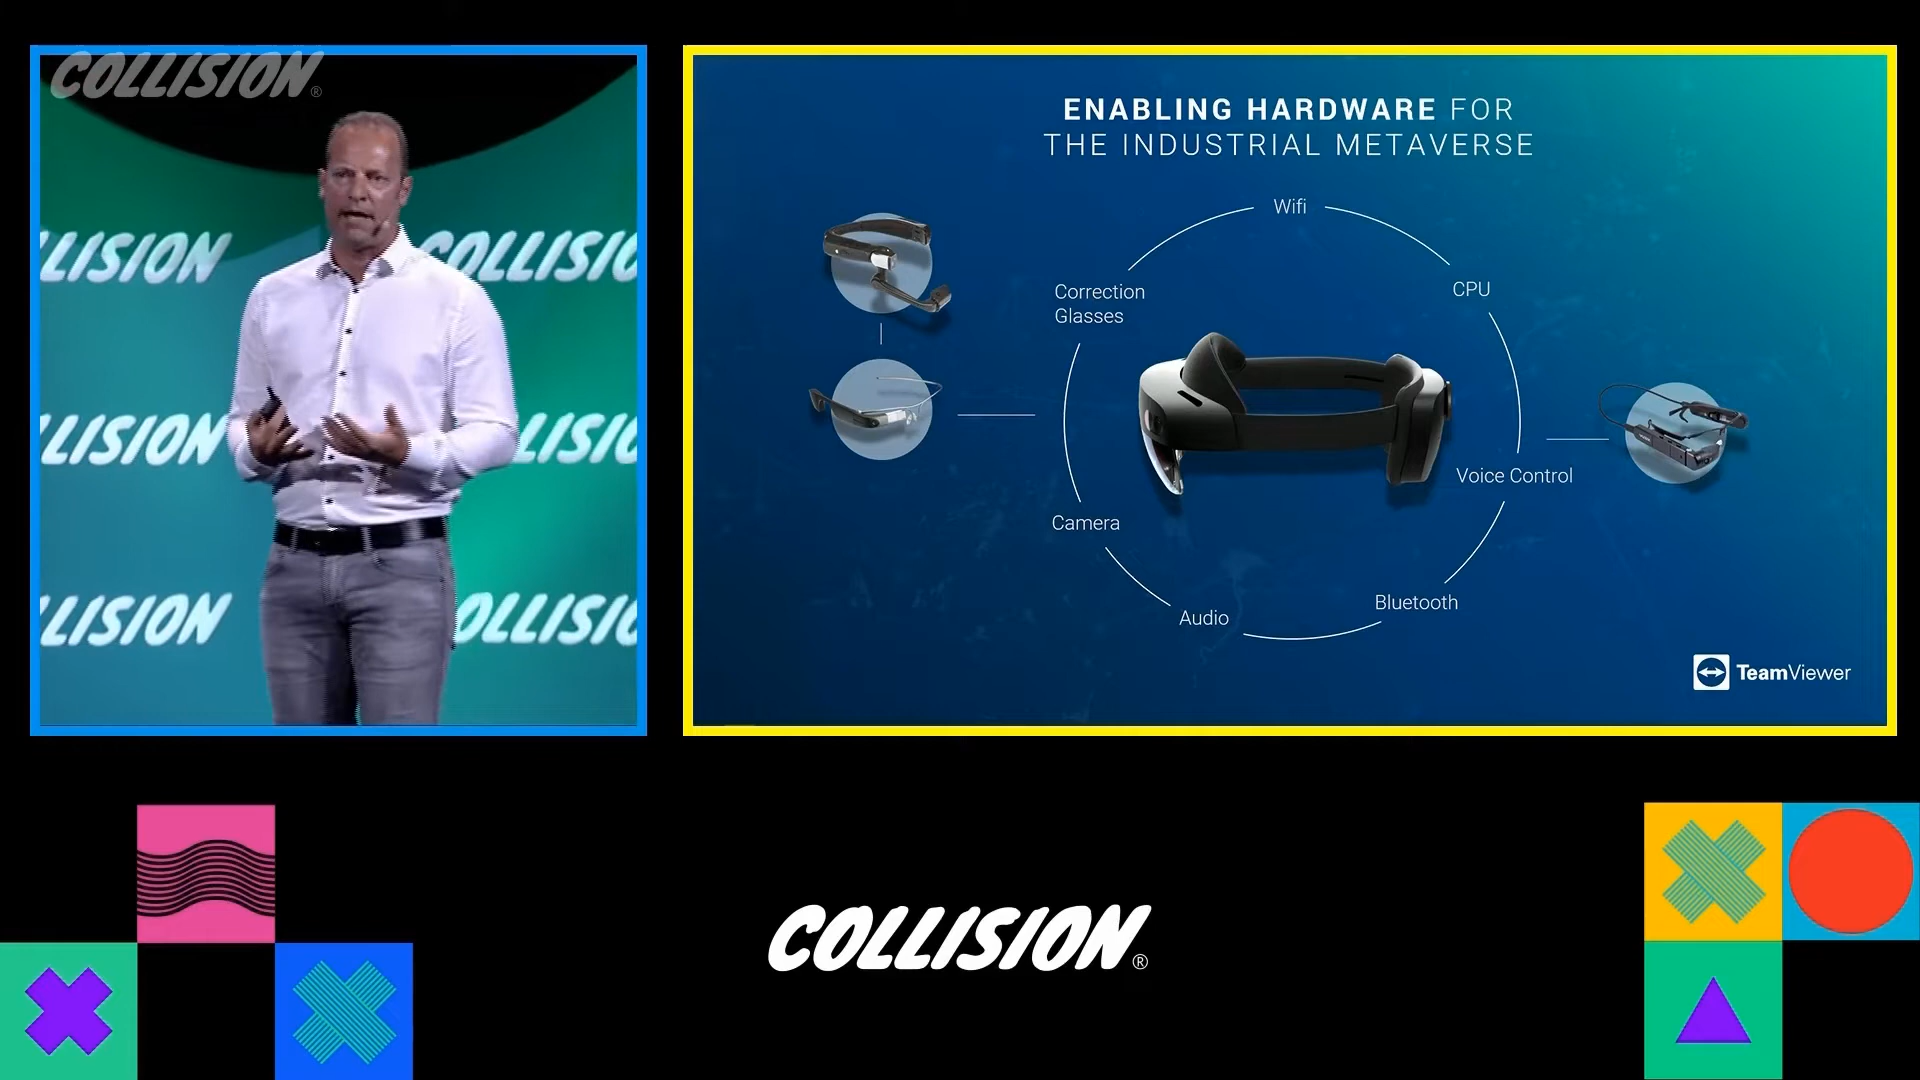 COLLISION®
LLISION
COLLISIO
LLISION
LLISIO
LLISION
OLLISIO
ENABLING HARDWARE FOR
THE INDUSTRIAL METAVERSE
Wifi
CPU
Correction
Glasses
Voice Control
Camera
Bluetooth
Audio
TeamViewer
COLLISION®